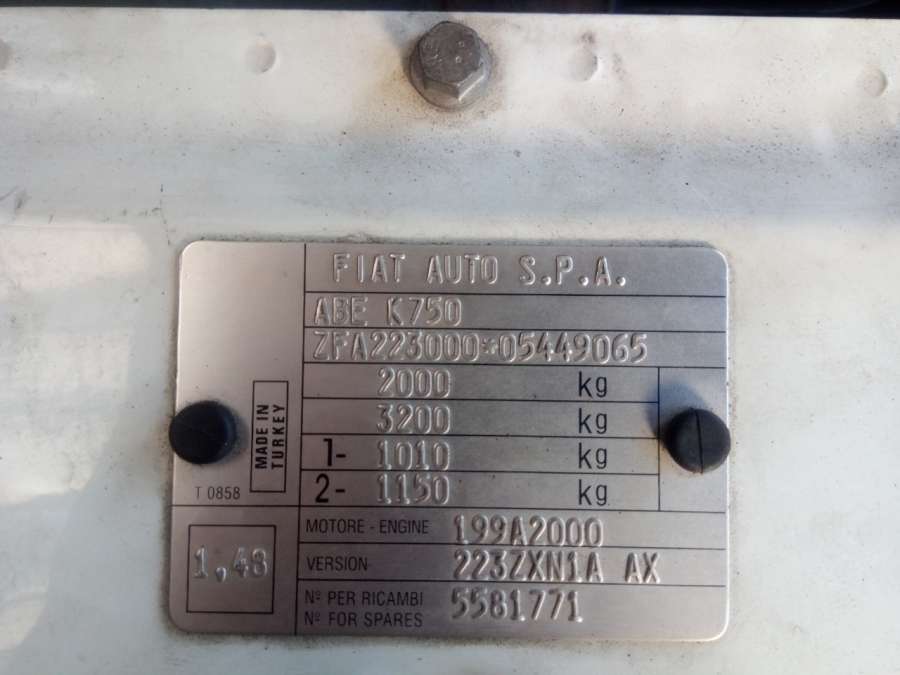 FIAT AUTO S.P.A.
ABE K750
ZFA223000*05449065
2000 kg
3200 kg
1- 1010 kg
2- 1150 kg
MADE IN
TURKEY
T 0858
MOTORE - ENGINE 199A2000
VERSION 223ZXN1A AX
Nº PER RICAMBI
Nº FOR SPARES 5581771
1,48